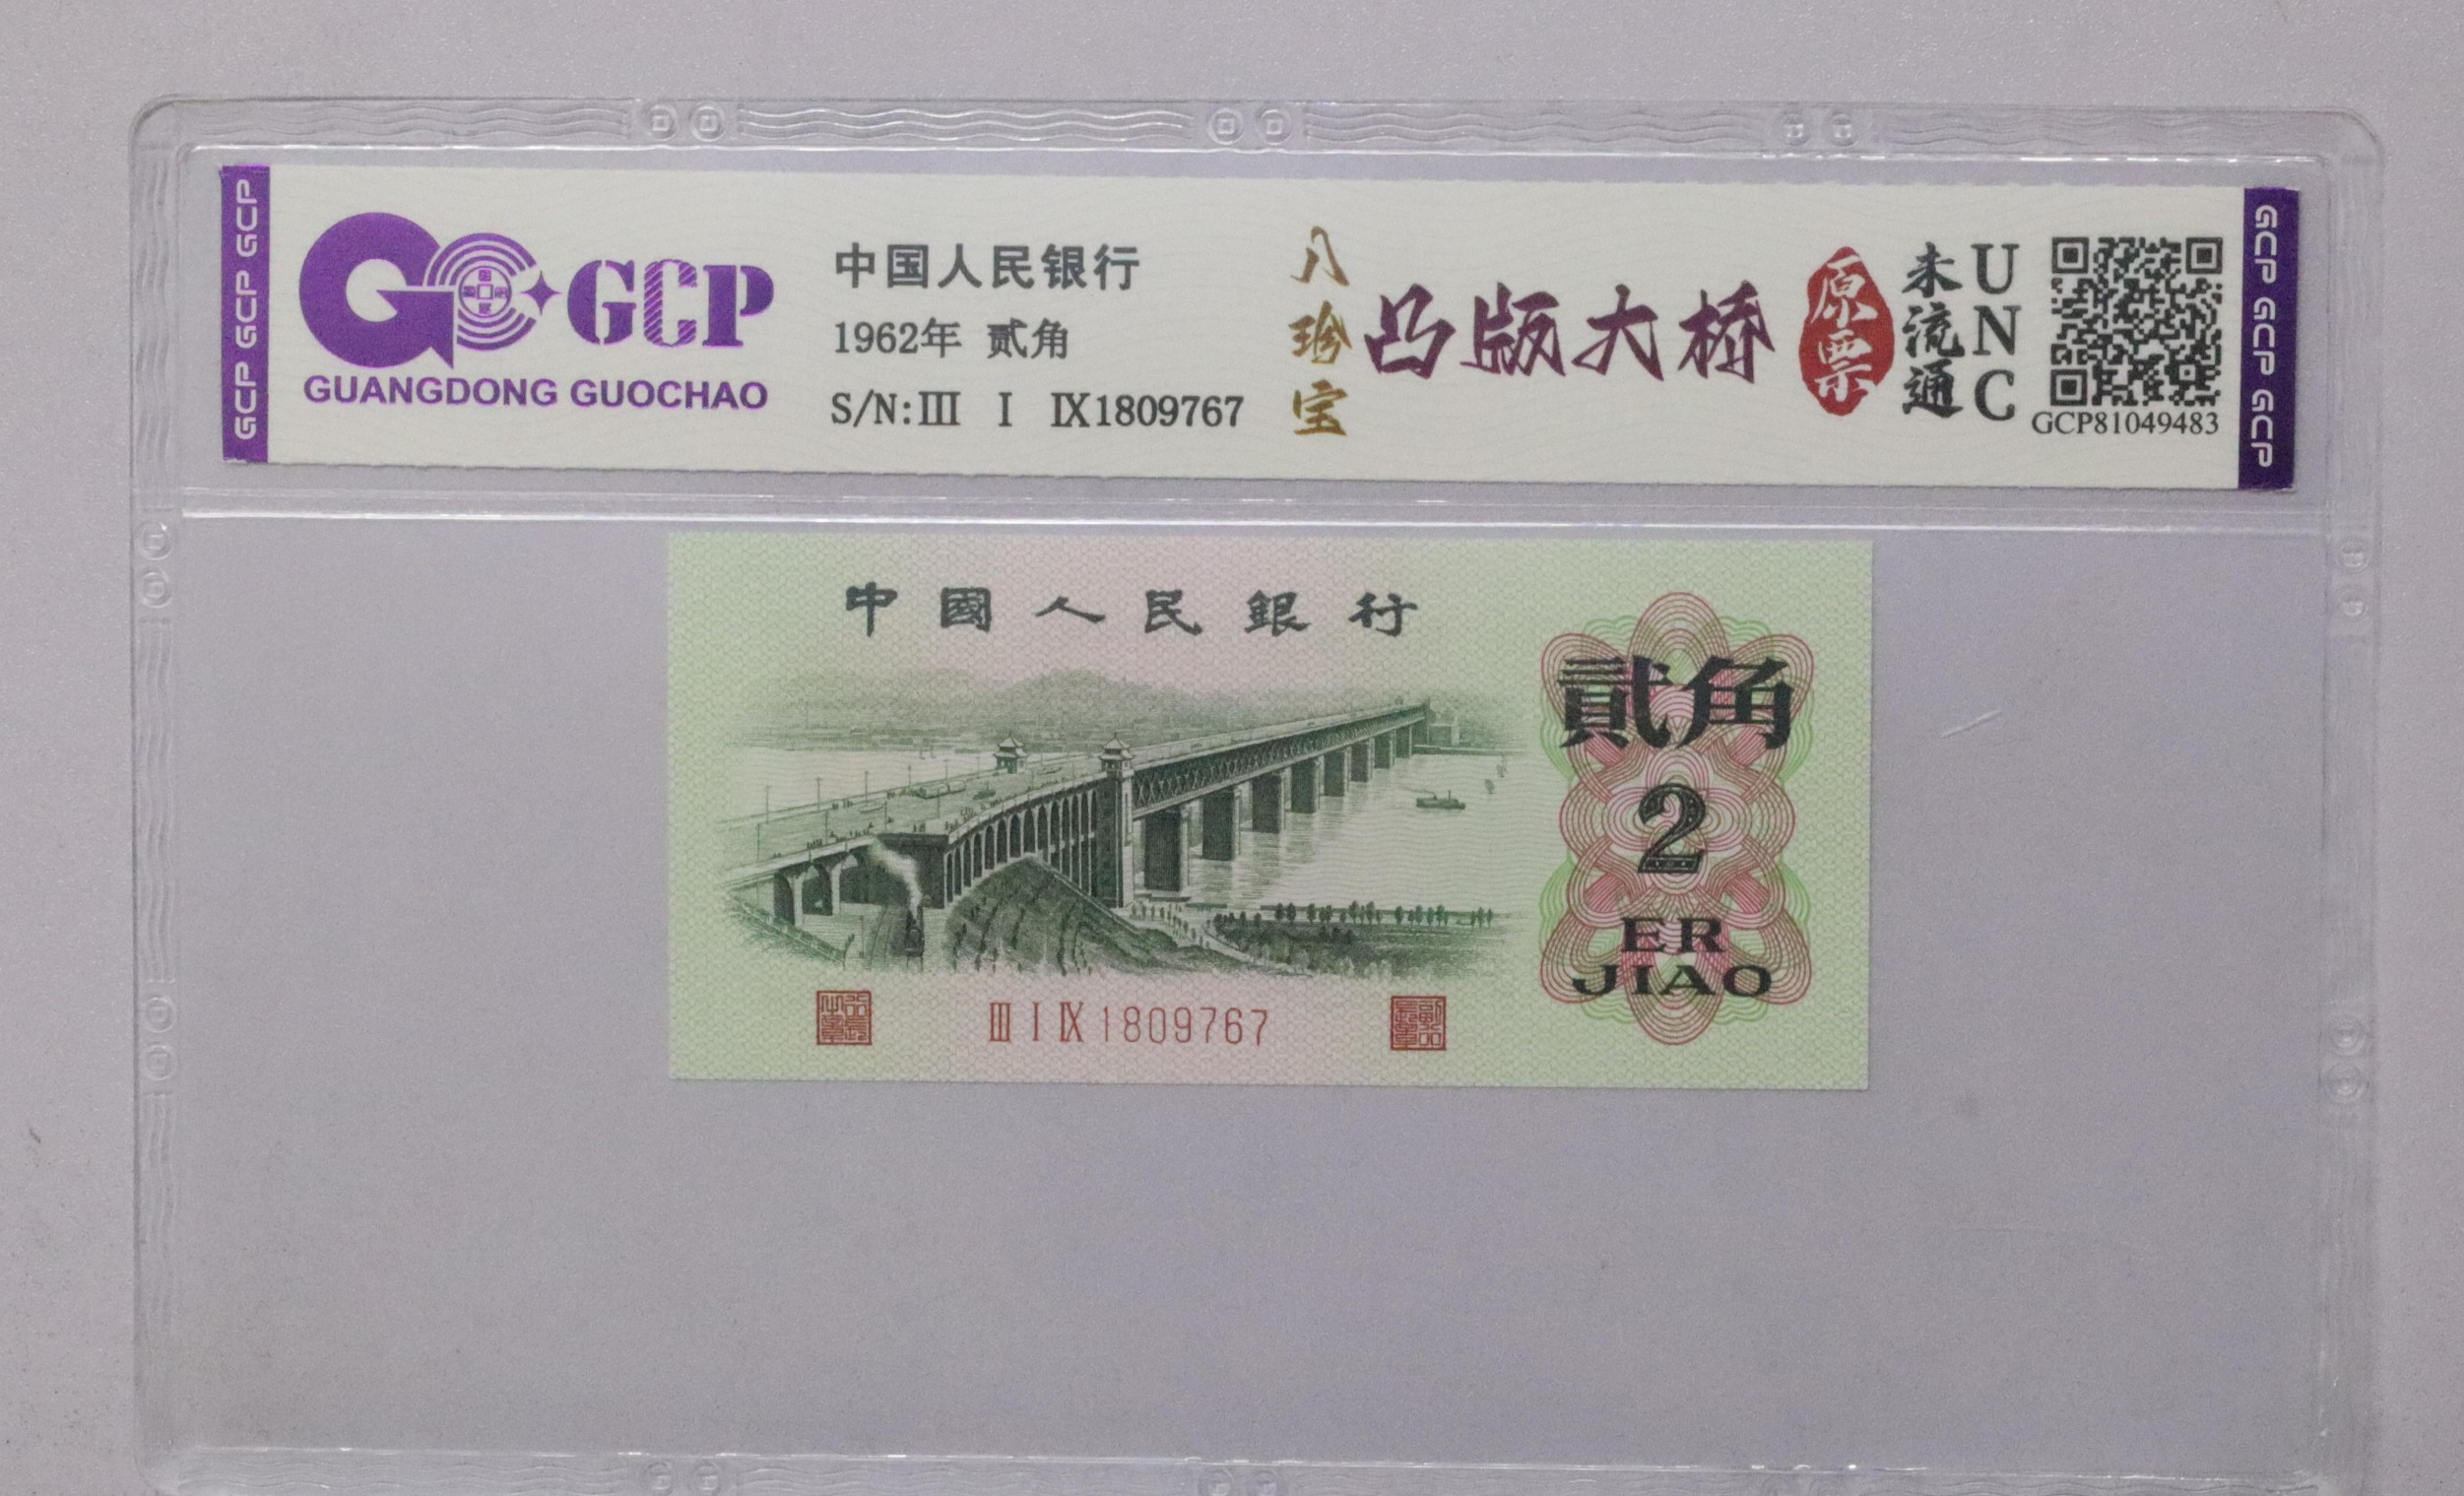 GCP GCP GCP
GCP
GUANGDONG GUOCHAO
中国人民银行
1962年 贰角
S/N:Ⅲ Ⅰ Ⅸ1809767
八珍宝
凸版大桥
原票
未流通
UNC
GCP81049483
GCP GCP GCP
中國人民銀行
貳角
2
ER
JIAO
Ⅲ Ⅰ Ⅸ 1809767